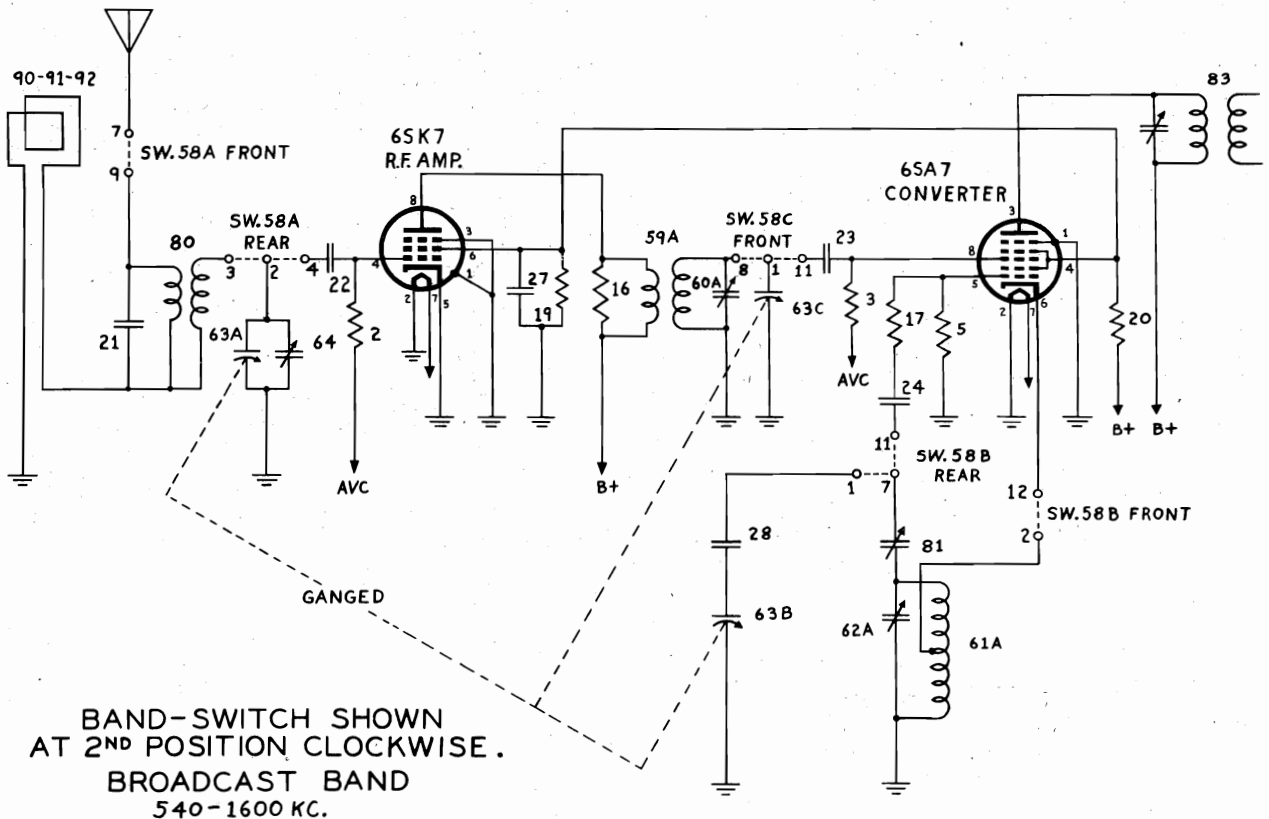 90-91-92
83
7
SW.58A FRONT
9
6SK7
R.F. AMP.
6SA7
CONVERTER
80
SW.58A
REAR
3
2
4
22
4
8
3
6
1
2
7
5
59A
SW.58C
FRONT
8
1
11
23
8
5
3
1
4
2
7
6
21
63A
64
2
27
19
16
60A
63C
3
17
5
20
AVC
24
B+
B+
11
SW.58B
REAR
AVC
B+
1
7
12
SW.58B FRONT
2
28
81
GANGED
63B
62A
61A
BAND-SWITCH SHOWN
AT 2ND POSITION CLOCKWISE.
BROADCAST BAND
540-1600 KC.